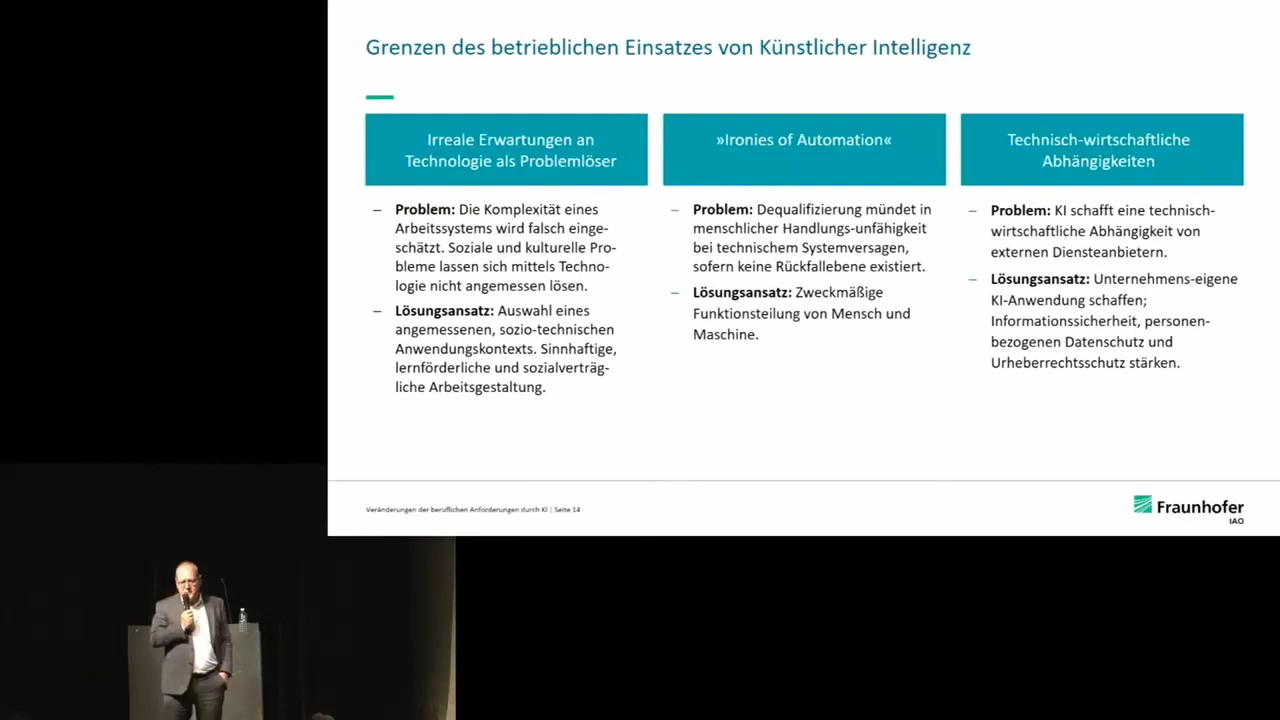 Grenzen des betrieblichen Einsatzes von Künstlicher Intelligenz
Irreale Erwartungen an
Technologie als Problemlöser
– Problem: Die Komplexität eines
Arbeitssystems wird falsch einge-
schätzt. Soziale und kulturelle Pro-
bleme lassen sich mittels Techno-
logie nicht angemessen lösen.
– Lösungsansatz: Auswahl eines
angemessenen, sozio-technischen
Anwendungskontexts. Sinnhaftige,
lernförderliche und sozialverträg-
liche Arbeitsgestaltung.
»Ironies of Automation«
– Problem: Dequalifizierung mündet in
menschlicher Handlungs-unfähigkeit
bei technischem Systemversagen,
sofern keine Rückfallebene existiert.
– Lösungsansatz: Zweckmäßige
Funktionsteilung von Mensch und
Maschine.
Technisch-wirtschaftliche
Abhängigkeiten
– Problem: KI schafft eine technisch-
wirtschaftliche Abhängigkeit von
externen Diensteanbietern.
– Lösungsansatz: Unternehmens-eigene
KI-Anwendung schaffen;
Informationssicherheit, personen-
bezogenen Datenschutz und
Urheberrechtsschutz stärken.
Veränderungen der beruflichen Anforderungen durch KI | Seite 14
Fraunhofer
IAO